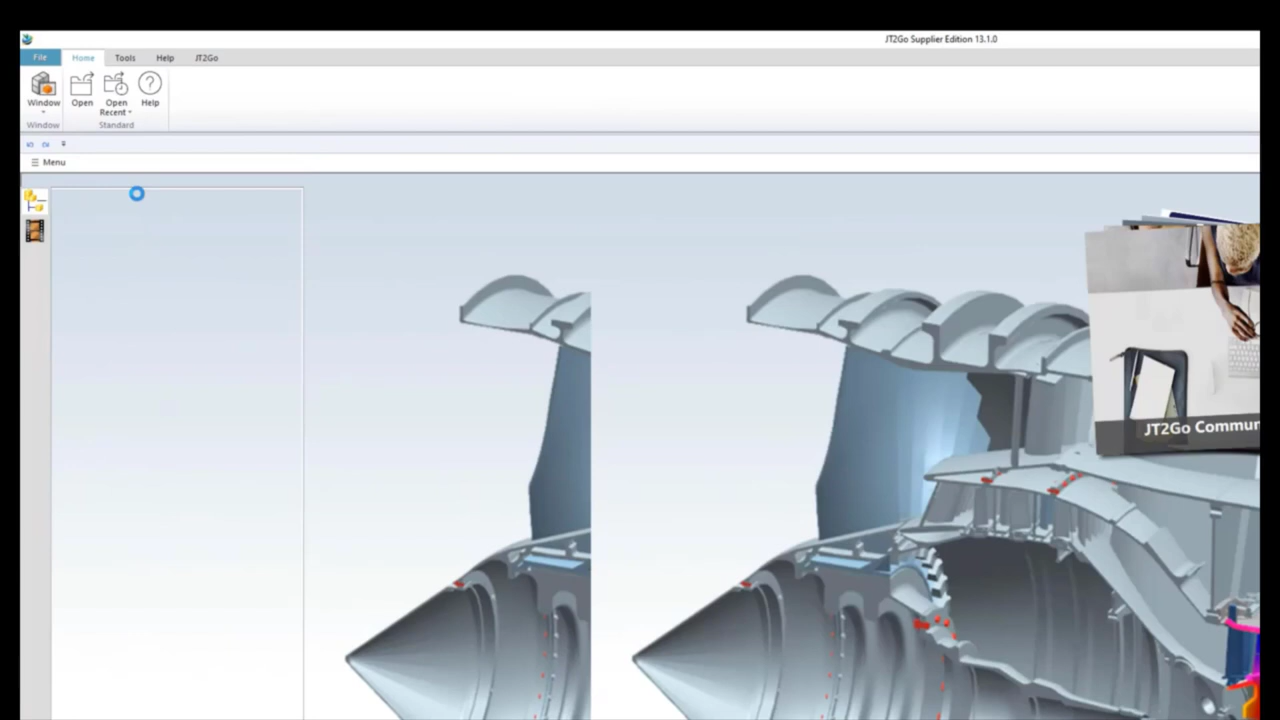 JT2Go Supplier Edition 13.1.0
File Home Tools Help JT2Go
Window Open Open Recent Help
Window Standard
Menu
JT2Go Commun